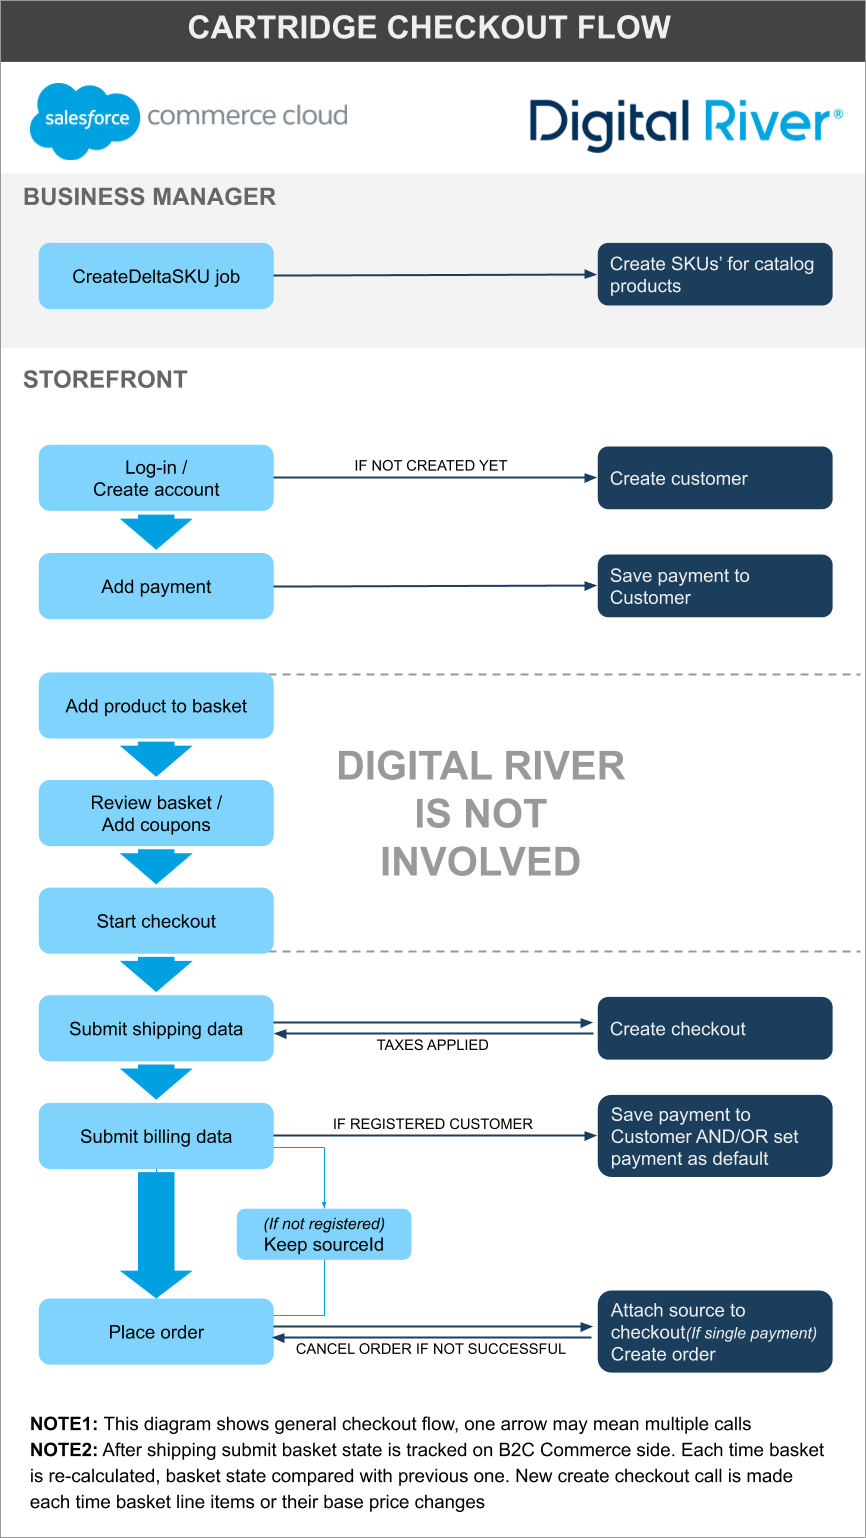 CARTRIDGE CHECKOUT FLOW
salesforce commerce cloud
Digital River®
BUSINESS MANAGER
CreateDeltaSKU job
Create SKUs’ for catalog
products
STOREFRONT
Log-in /
Create account
IF NOT CREATED YET
Create customer
Add payment
Save payment to
Customer
Add product to basket
DIGITAL RIVER
IS NOT
INVOLVED
Review basket /
Add coupons
Start checkout
Submit shipping data
TAXES APPLIED
Create checkout
Submit billing data
IF REGISTERED CUSTOMER
Save payment to
Customer AND/OR set
payment as default
(If not registered)
Keep sourceId
Place order
CANCEL ORDER IF NOT SUCCESSFUL
Attach source to
checkout(If single payment)
Create order
NOTE1: This diagram shows general checkout flow, one arrow may mean multiple calls
NOTE2: After shipping submit basket state is tracked on B2C Commerce side. Each time basket
is re-calculated, basket state compared with previous one. New create checkout call is made
each time basket line items or their base price changes